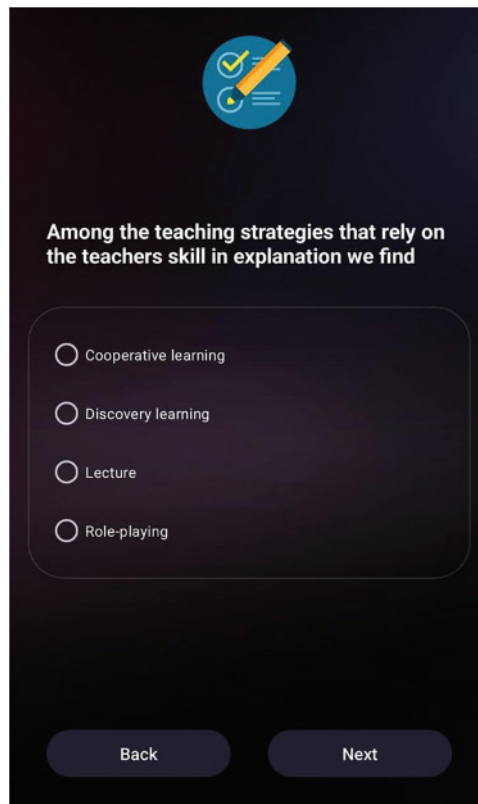 Among the teaching strategies that rely on
the teachers skill in explanation we find
Cooperative learning
Discovery learning
Lecture
Role-playing
Back
Next